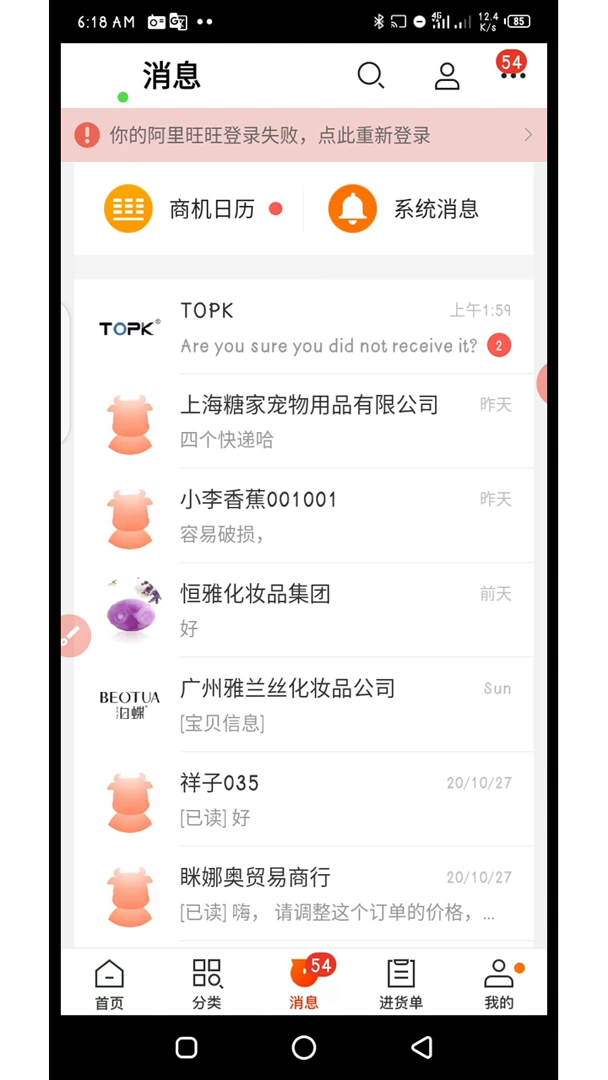 6:18 AM
4G
12.4 K/s
85
消息
54
你的阿里旺旺登录失败，点此重新登录
商机日历
系统消息
TOPK®
TOPK
上午1:59
Are you sure you did not receive it?
2
上海糖家宠物用品有限公司
昨天
四个快递哈
小李香蕉001001
昨天
容易破损，
恒雅化妆品集团
前天
好
BEOTUA
泊蝶
广州雅兰丝化妆品公司
Sun
[宝贝信息]
祥子035
20/10/27
[已读] 好
眯娜奥贸易商行
20/10/27
[已读] 嗨， 请调整这个订单的价格，...
54
首页
分类
消息
进货单
我的